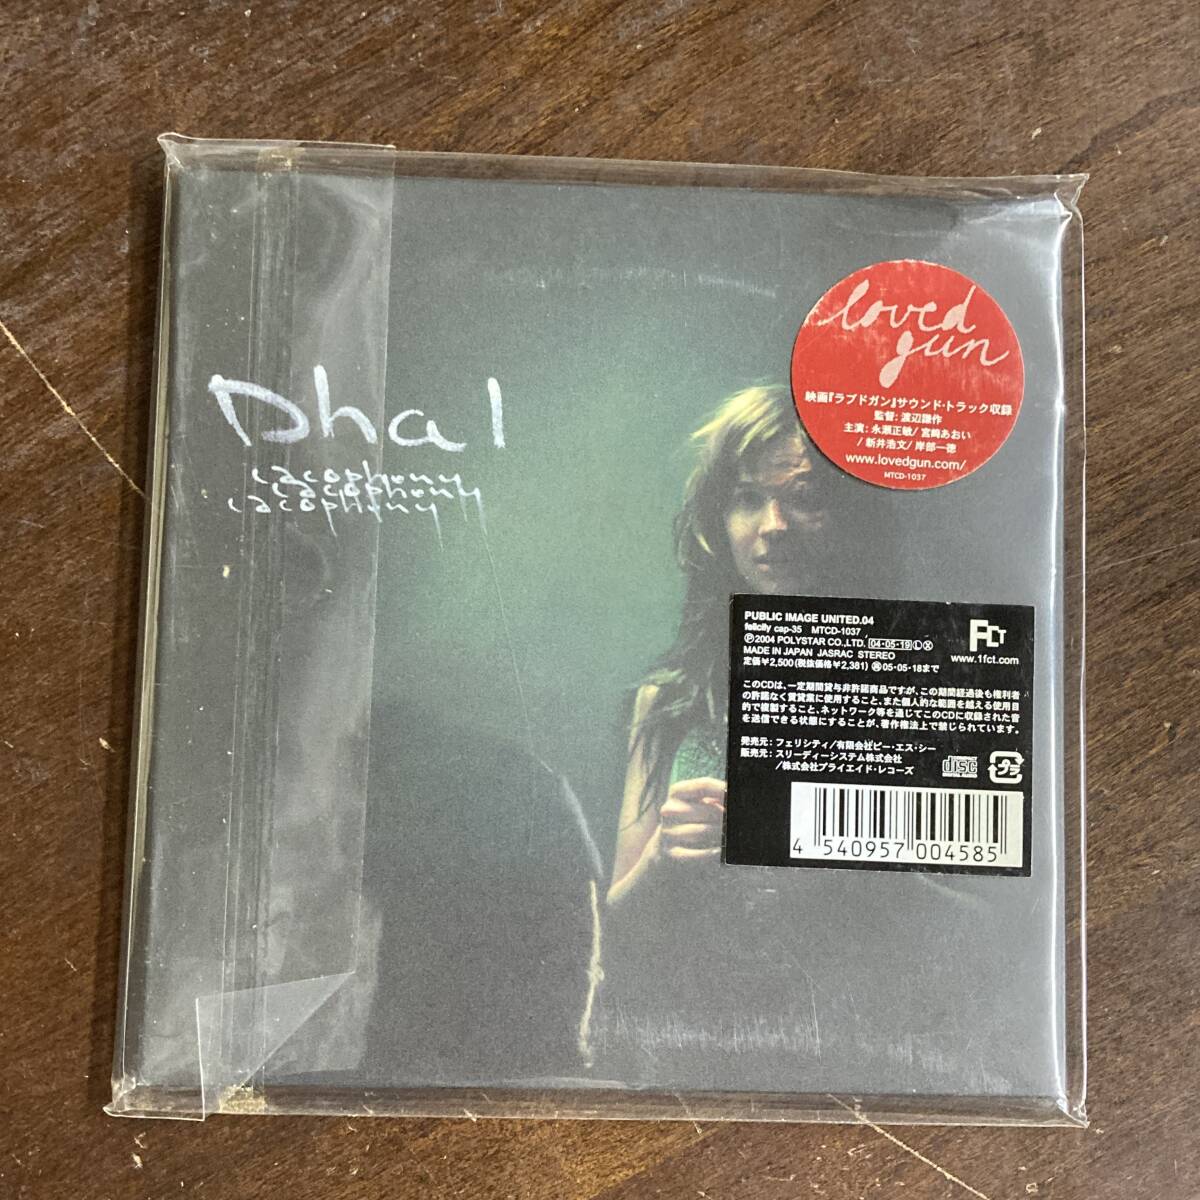 Dhal
cacophony
cacophony
cacophony
loved
gun
映画『ラブドガン』サウンド・トラック収録
監督: 渡辺謙作
主演: 永瀬正敏/ 宮﨑あおい
/ 新井浩文/ 岸部一徳
www.lovedgun.com/
MTCD-1037
PUBLIC IMAGE UNITED.04
felicity cap-35 MTCD-1037
Ⓟ2004 POLYSTAR CO.,LTD. 04・05・19 Ⓛ Ⓧ
MADE IN JAPAN JASRAC STEREO
定価¥2,500(税抜価格¥2,381) 再05・05・18まで
FCT
www.1fct.com
このCDは、一定期間貸与非許諾商品ですが、この期間経過後も権利者
の許諾なく賃貸業に使用すること、また個人的な範囲を越える使用目
的で複製すること、ネットワーク等を通じてこのCDに収録された音
を送信できる状態にすることが、著作権法上で禁じられています。
発売元: フェリシティ/有限会社ピー・エス・シー
販売元: スリーディーシステム株式会社
/株式会社ブライエイド・レコーズ
COMPACT disc DIGITAL AUDIO
プラ
4 540957 004585